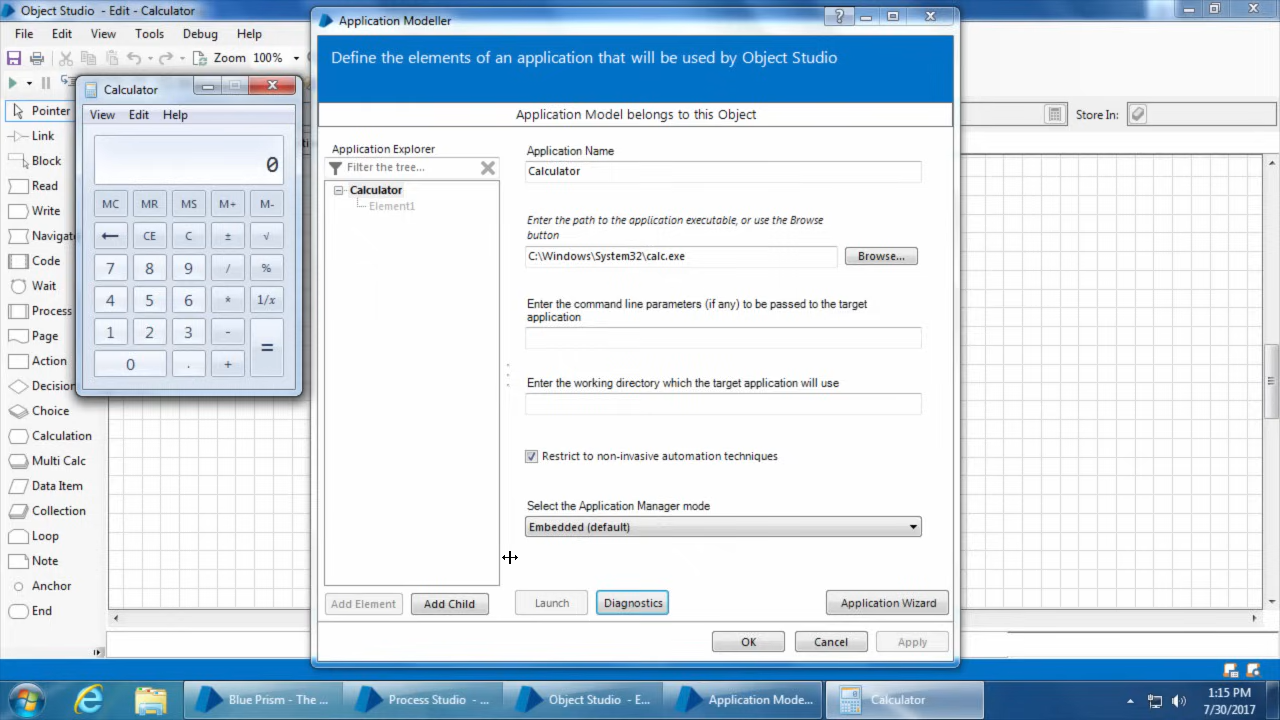 Object Studio - Edit - Calculator
File Edit View Tools Debug Help
Zoom 100%
Pointer
Link
Block
Read
Write
Navigate
Code
Wait
Process
Page
Action
Decision
Choice
Calculation
Multi Calc
Data Item
Collection
Loop
Note
Anchor
End
Store In:
Calculator
View Edit Help
0
MC MR MS M+ M-
← CE C ± √
7 8 9 / %
4 5 6 * 1/x
1 2 3 - =
0 . +
Application Modeller
?
Define the elements of an application that will be used by Object Studio
Application Model belongs to this Object
Application Explorer
Filter the tree...
Calculator
Element1
Application Name
Calculator
Enter the path to the application executable, or use the Browse
button
C:\Windows\System32\calc.exe
Browse...
Enter the command line parameters (if any) to be passed to the target
application
Enter the working directory which the target application will use
Restrict to non-invasive automation techniques
Select the Application Manager mode
Embedded (default)
Add Element Add Child Launch Diagnostics Application Wizard
OK Cancel Apply
Blue Prism - The ... Process Studio - ... Object Studio - E... Application Mode... Calculator
1:15 PM
7/30/2017